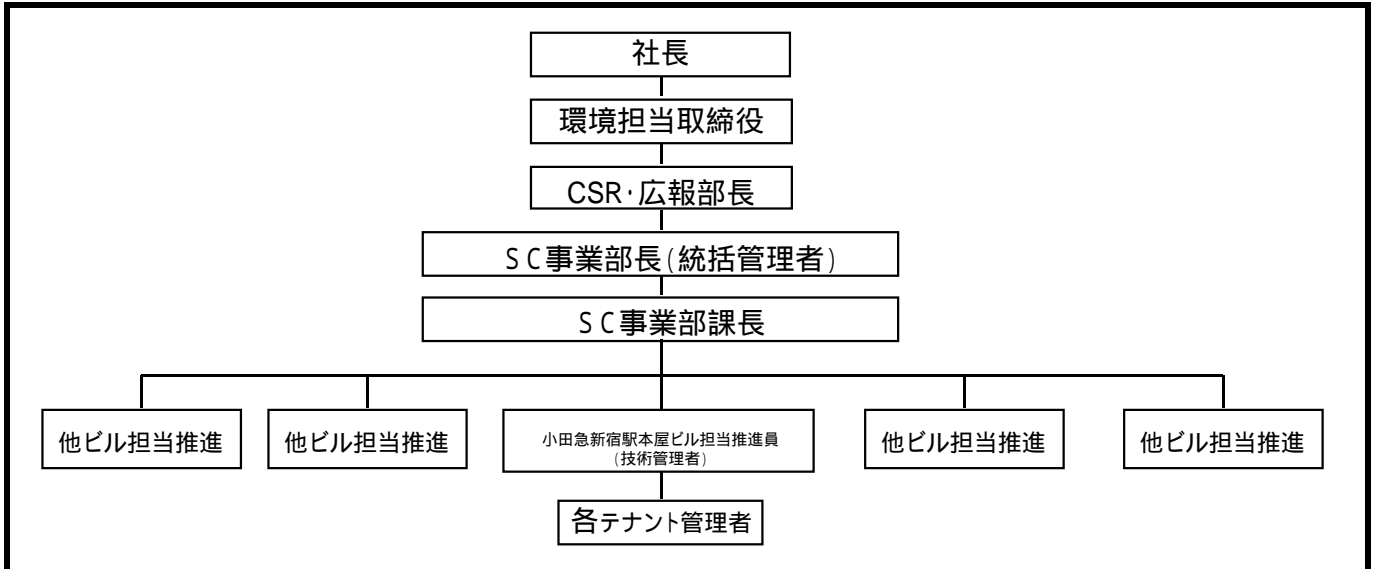 社長
環境担当取締役
CSR・広報部長
SC事業部長(統括管理者)
SC事業部課長
他ビル担当推進
他ビル担当推進
小田急新宿駅本屋ビル担当推進員
(技術管理者)
他ビル担当推進
他ビル担当推進
各テナント管理者